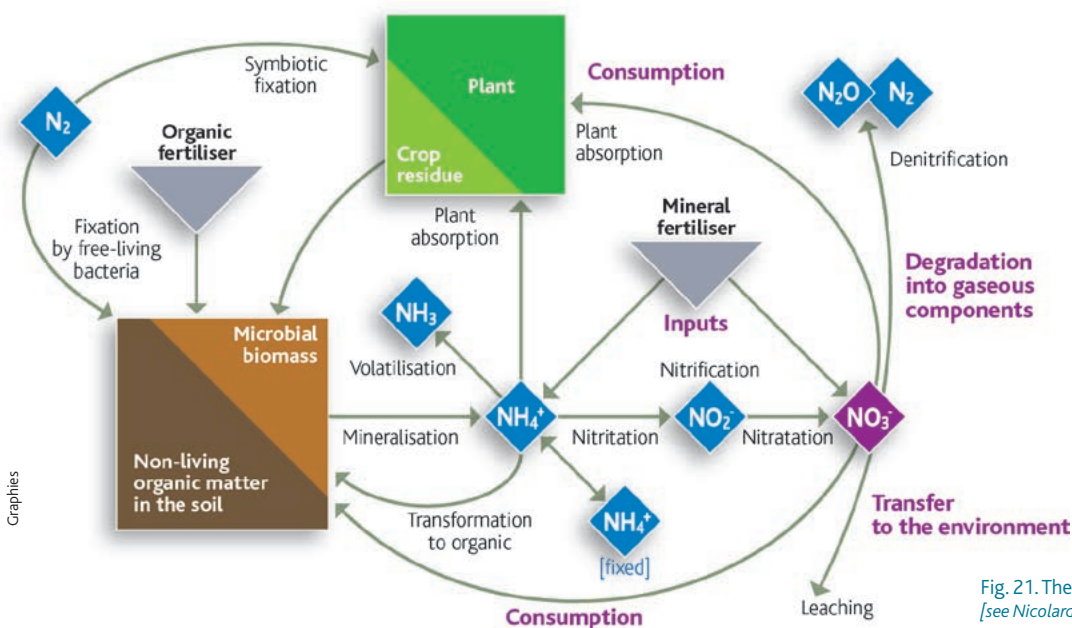 Symbiotic
fixation
Plant
Consumption
N₂O
N₂
N₂
Organic
fertiliser
Crop
residue
Plant
absorption
Denitrification
Fixation
by free-living
bacteria
Plant
absorption
Mineral
fertiliser
Degradation
into gaseous
components
Microbial
biomass
NH₃
Volatilisation
Inputs
Nitrification
NH₄⁺
NO₂⁻
NO₃⁻
Mineralisation
Nitritation
Nitratation
Non-living
organic matter
in the soil
Transformation
to organic
NH₄⁺
[fixed]
Transfer
to the environment
Consumption
Leaching
Graphies
Fig. 21. The
[see Nicolaro